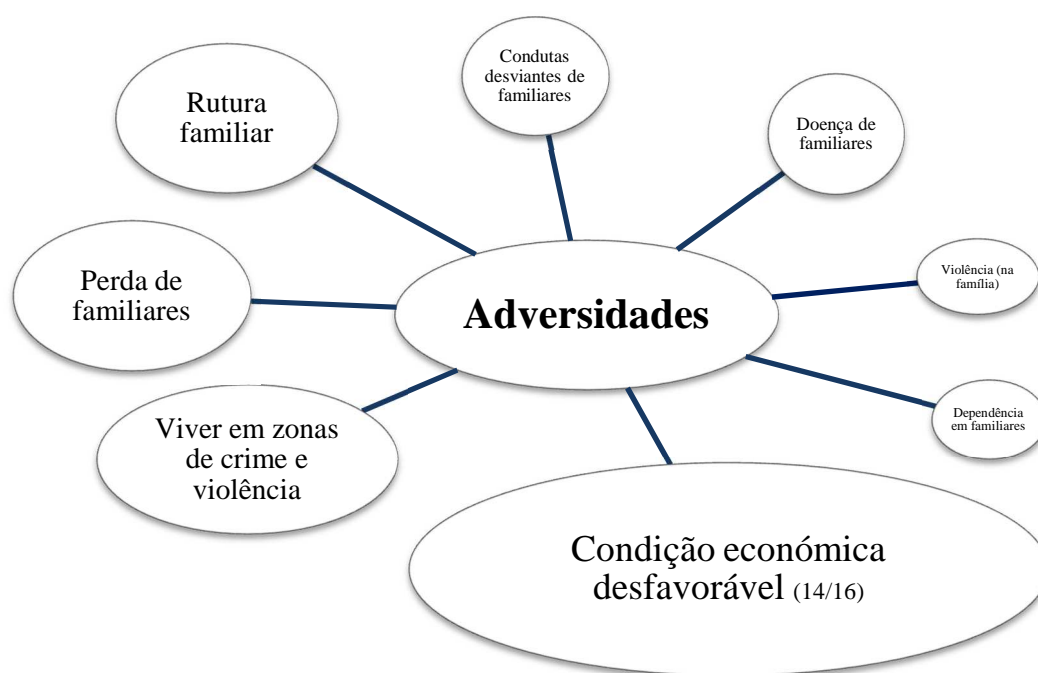 Condutas
desviantes de
familiares
Rutura
familiar
Doença de
familiares
Perda de
familiares
Violência (na
família)
Adversidades
Viver em zonas
de crime e
violência
Dependência
em familiares
Condição económica
desfavorável (14/16)